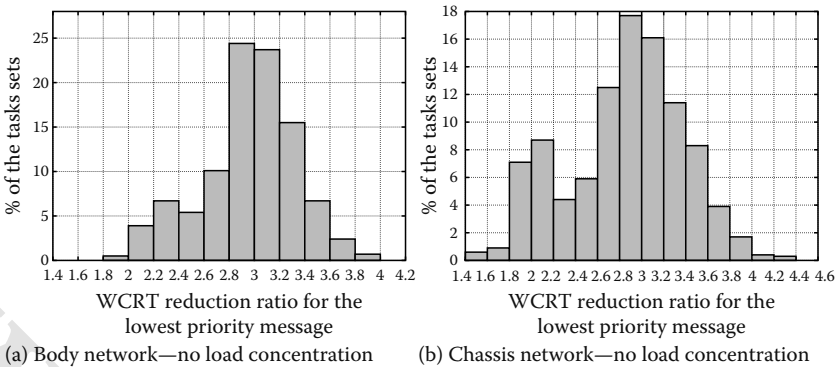 % of the tasks sets
25
20
15
10
5
0
1.4 1.6 1.8 2 2.2 2.4 2.6 2.8 3 3.2 3.4 3.6 3.8 4 4.2
WCRT reduction ratio for the
lowest priority message
(a) Body network—no load concentration
% of the tasks sets
18
16
14
12
10
8
6
4
2
0
1.4 1.6 1.8 2 2.2 2.4 2.6 2.8 3 3.2 3.4 3.6 3.8 4 4.2 4.4 4.6
WCRT reduction ratio for the
lowest priority message
(b) Chassis network—no load concentration